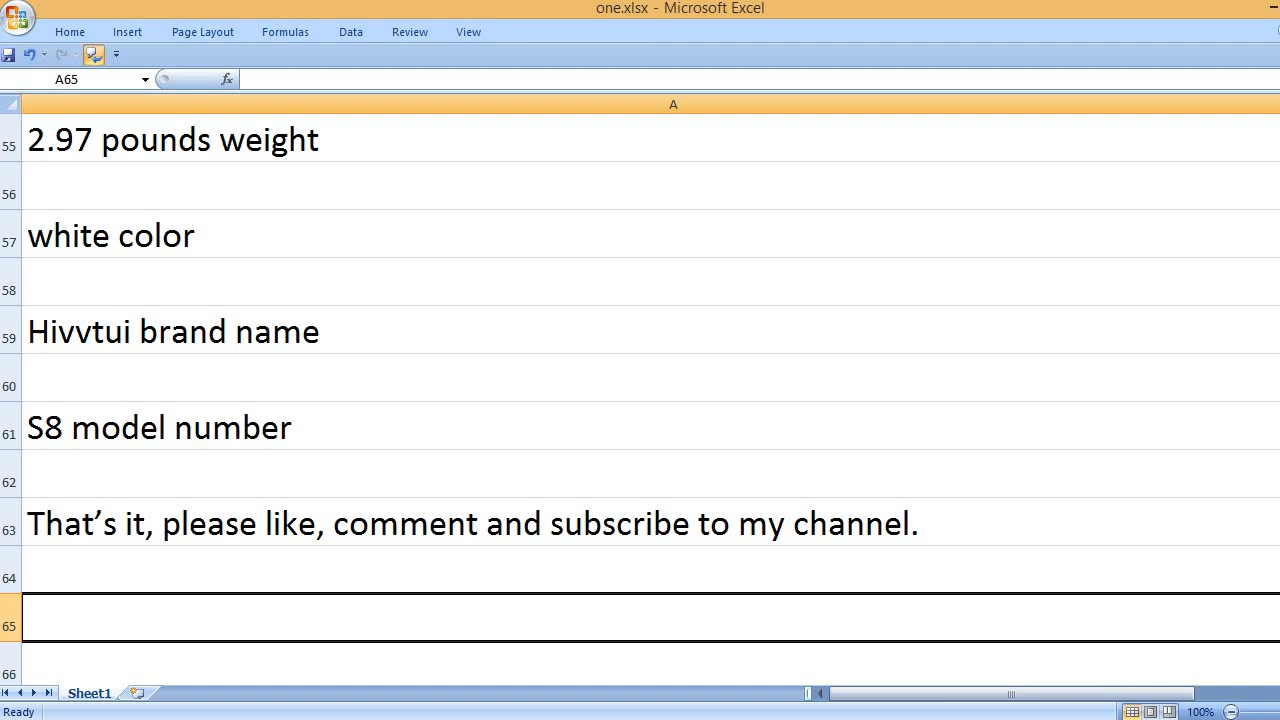 one.xlsx - Microsoft Excel
Home Insert Page Layout Formulas Data Review View
A65 fx
A
55 2.97 pounds weight
56
57 white color
58
59 Hivvtui brand name
60
61 S8 model number
62
63 That’s it, please like, comment and subscribe to my channel.
64
65
66
Sheet1
Ready 100%